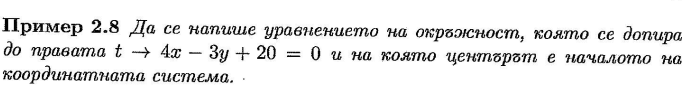 Пример 2.8 Да се напише уравнението на окръжност, която се допира
до правата t → 4x − 3y + 20 = 0 и на която центърът е началото на
координатната система.